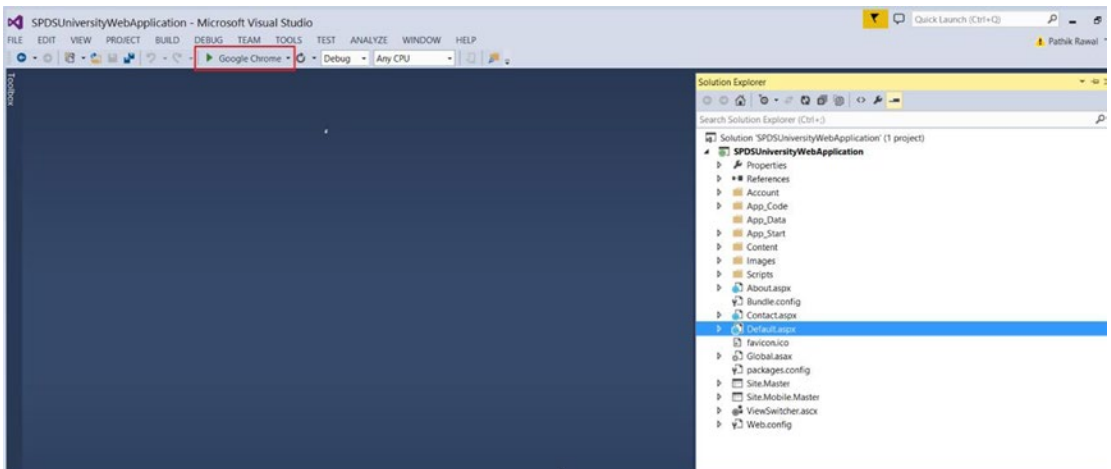 SPDSUniversityWebApplication - Microsoft Visual Studio
Quick Launch (Ctrl+Q)
FILE EDIT VIEW PROJECT BUILD DEBUG TEAM TOOLS TEST ANALYZE WINDOW HELP
Pathik Rawal
Google Chrome
Debug
Any CPU
Toolbox
Solution Explorer
Search Solution Explorer (Ctrl+;)
Solution 'SPDSUniversityWebApplication' (1 project)
SPDSUniversityWebApplication
Properties
References
Account
App_Code
App_Data
App_Start
Content
Images
Scripts
About.aspx
Bundle.config
Contact.aspx
Default.aspx
favicon.ico
Global.asax
packages.config
Site.Master
Site.Mobile.Master
ViewSwitcher.ascx
Web.config